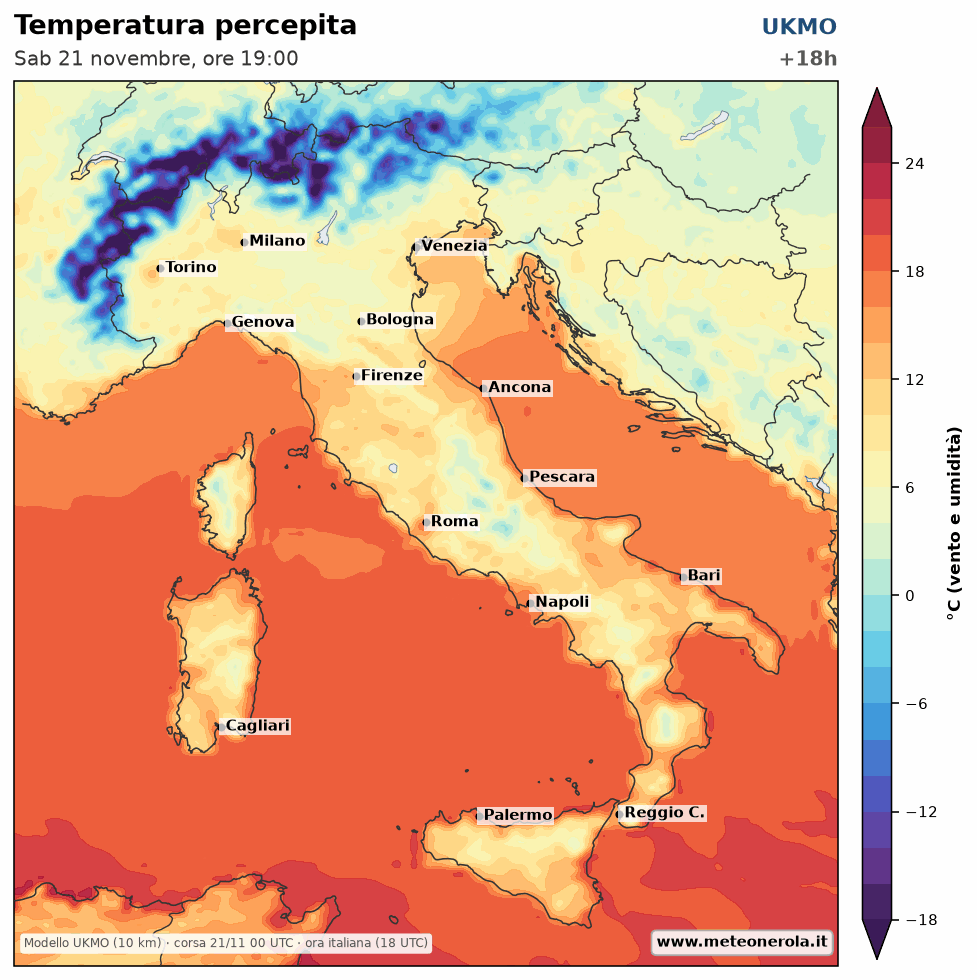 Temperatura percepita
UKMO
Sab 21 novembre, ore 19:00
+18h
Milano
Venezia
Torino
Genova
Bologna
Firenze
Ancona
Pescara
Roma
Bari
Napoli
Cagliari
Palermo
Reggio C.
24
18
12
6
0
−6
−12
−18
°C (vento e umidità)
Modello UKMO (10 km) · corsa 21/11 00 UTC · ora italiana (18 UTC)
www.meteonerola.it